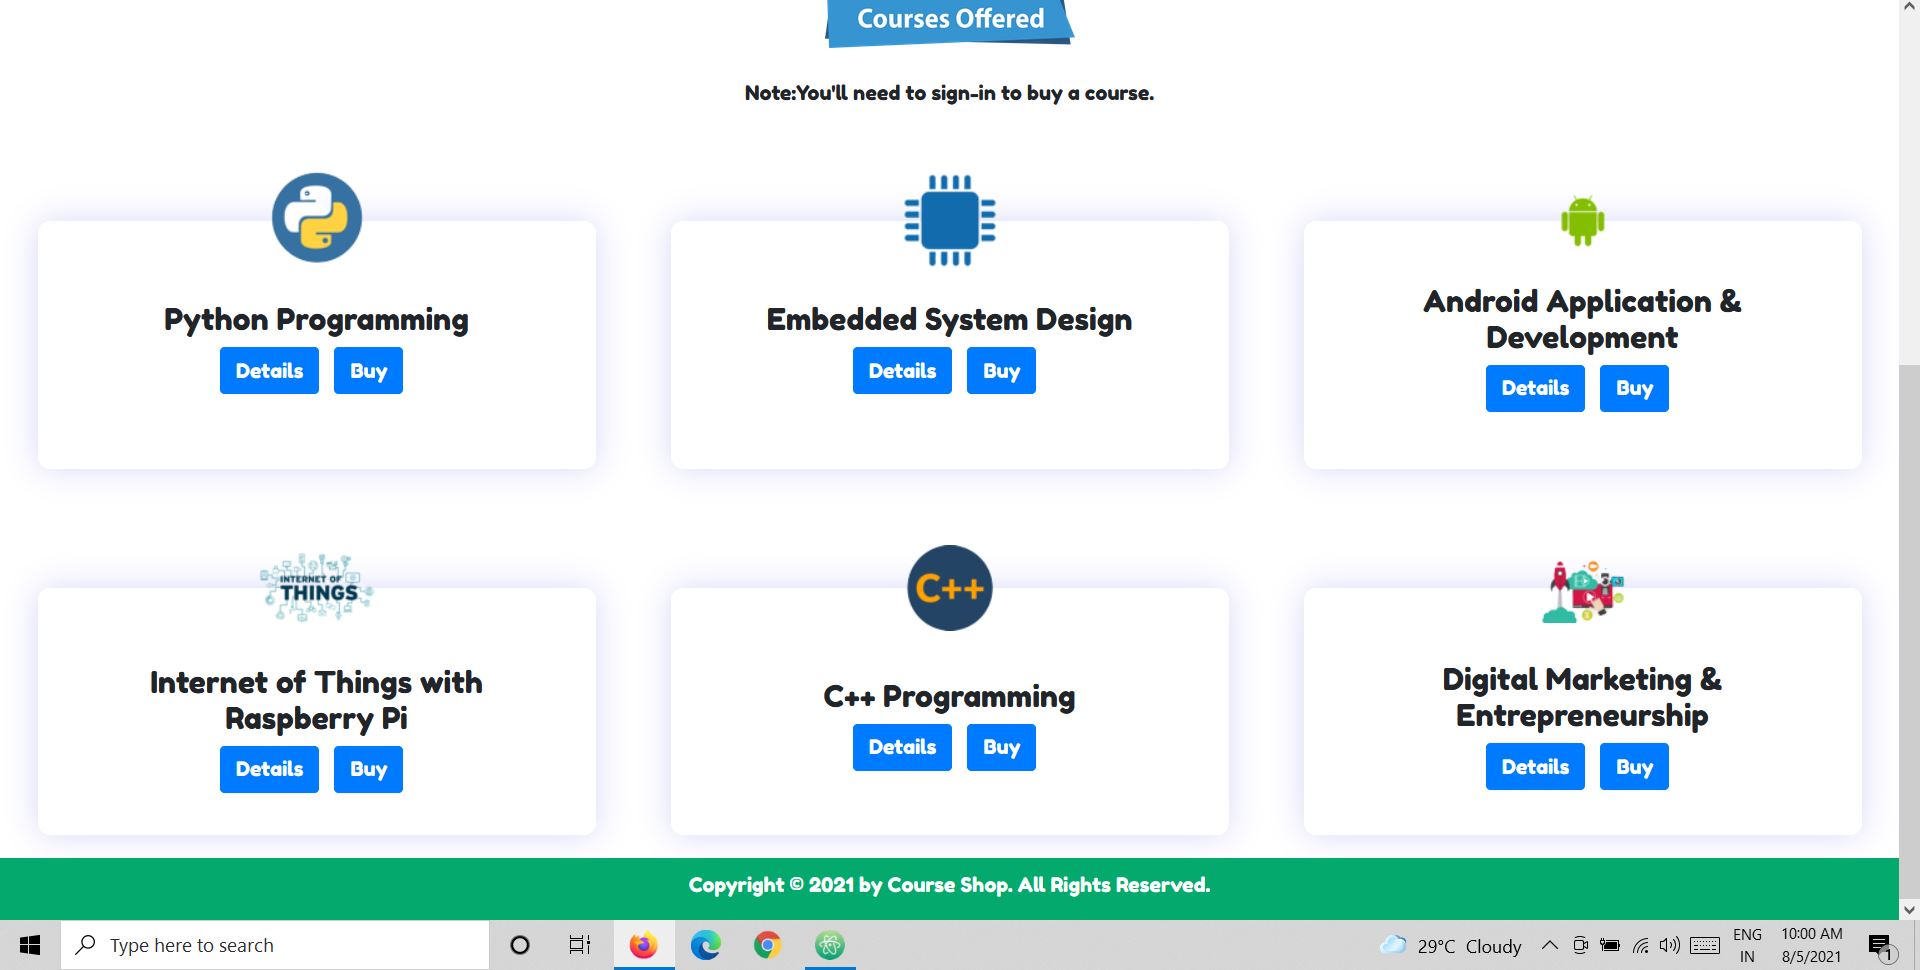 Courses Offered
Note:You'll need to sign-in to buy a course.
Python Programming
Details Buy
Embedded System Design
Details Buy
Android Application &
Development
Details Buy
INTERNET OF
THINGS
Internet of Things with
Raspberry Pi
Details Buy
C++
C++ Programming
Details Buy
Digital Marketing &
Entrepreneurship
Details Buy
Copyright © 2021 by Course Shop. All Rights Reserved.
Type here to search
29°C Cloudy
ENG
IN
10:00 AM
8/5/2021
1